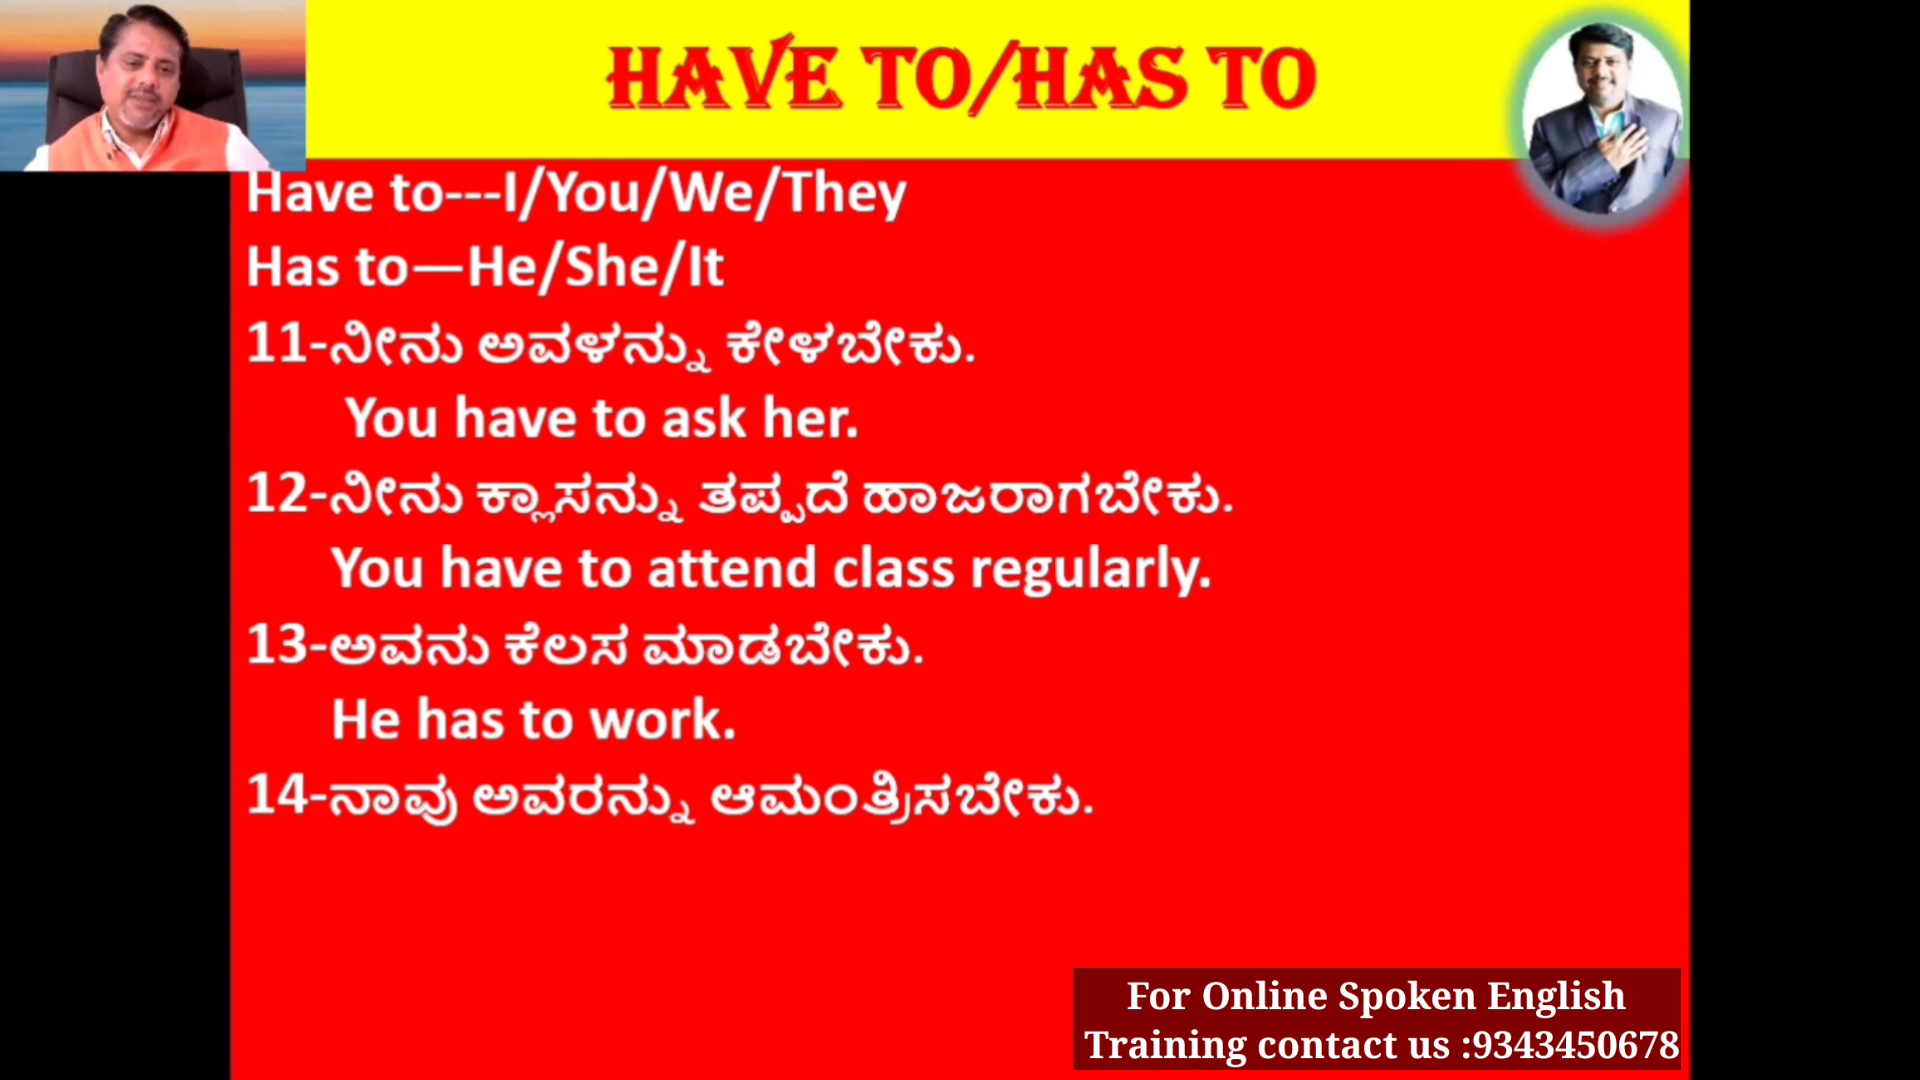 HAVE TO/HAS TO
Have to---I/You/We/They
Has to—He/She/It
11-ನೀನು ಅವಳನ್ನು ಕೇಳಬೇಕು.
You have to ask her.
12-ನೀನು ಕ್ಲಾಸನ್ನು ತಪ್ಪದೆ ಹಾಜರಾಗಬೇಕು.
You have to attend class regularly.
13-ಅವನು ಕೆಲಸ ಮಾಡಬೇಕು.
He has to work.
14-ನಾವು ಅವರನ್ನು ಆಮಂತ್ರಿಸಬೇಕು.
For Online Spoken English
Training contact us :9343450678